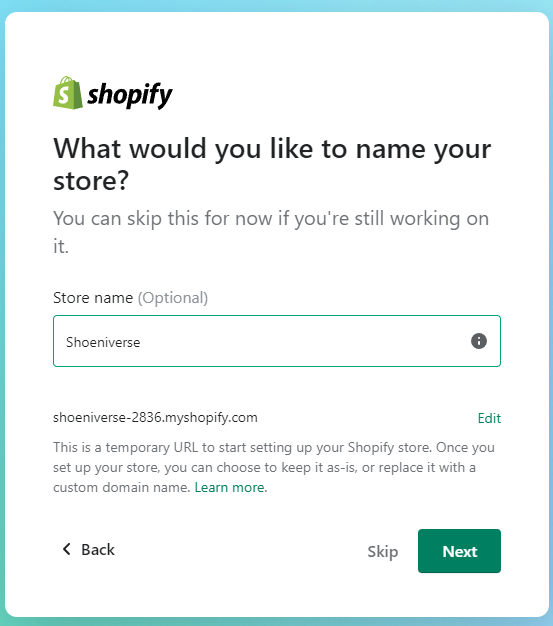 shopify
What would you like to name your
store?
You can skip this for now if you're still working on
it.
Store name (Optional)
Shoeniverse
shoeniverse-2836.myshopify.com Edit
This is a temporary URL to start setting up your Shopify store. Once you
set up your store, you can choose to keep it as-is, or replace it with a
custom domain name. Learn more.
Back Skip Next